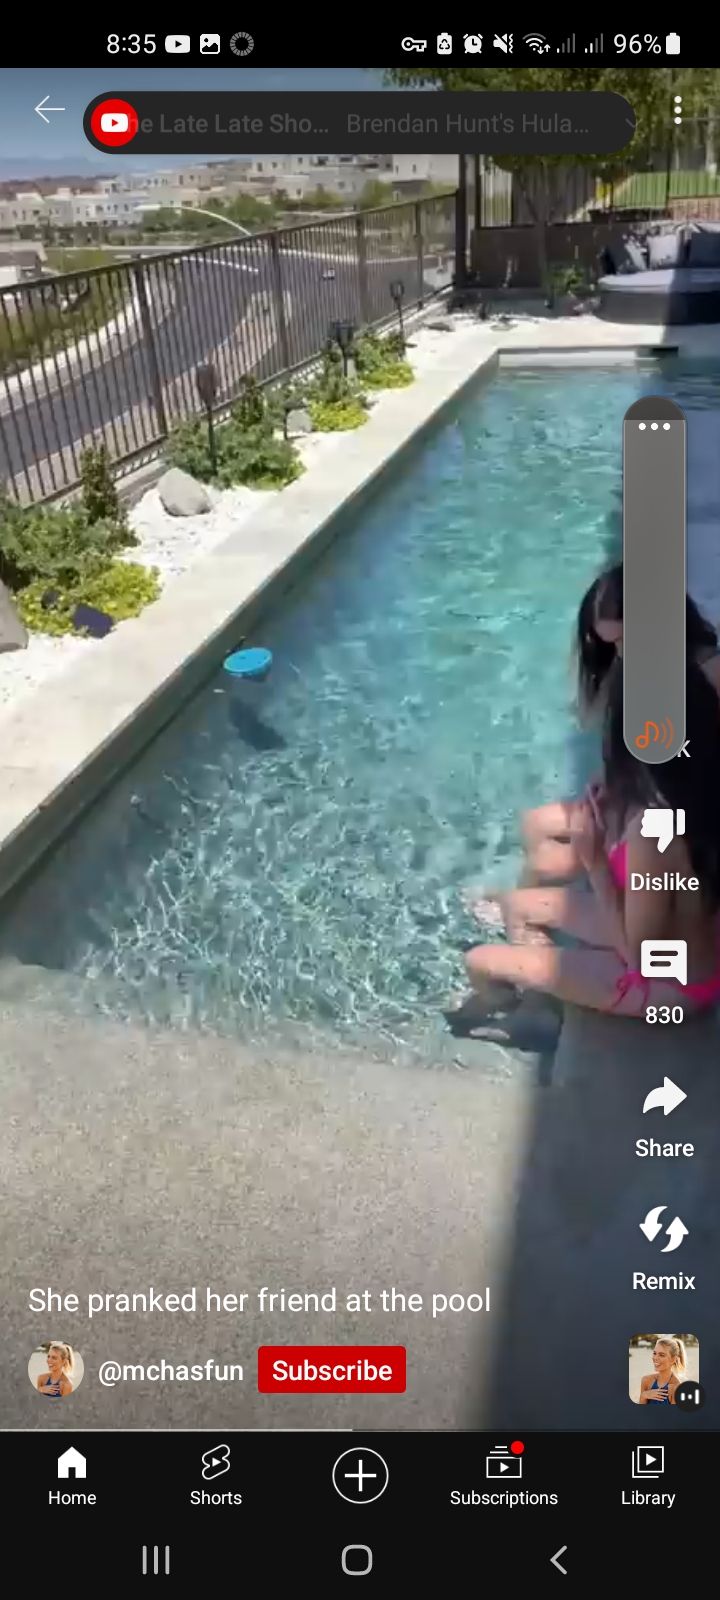 8:35
96%
he Late Late Sho... Brendan Hunt's Hula...
K
Dislike
830
Share
Remix
She pranked her friend at the pool
@mchasfun Subscribe
Home Shorts Subscriptions Library